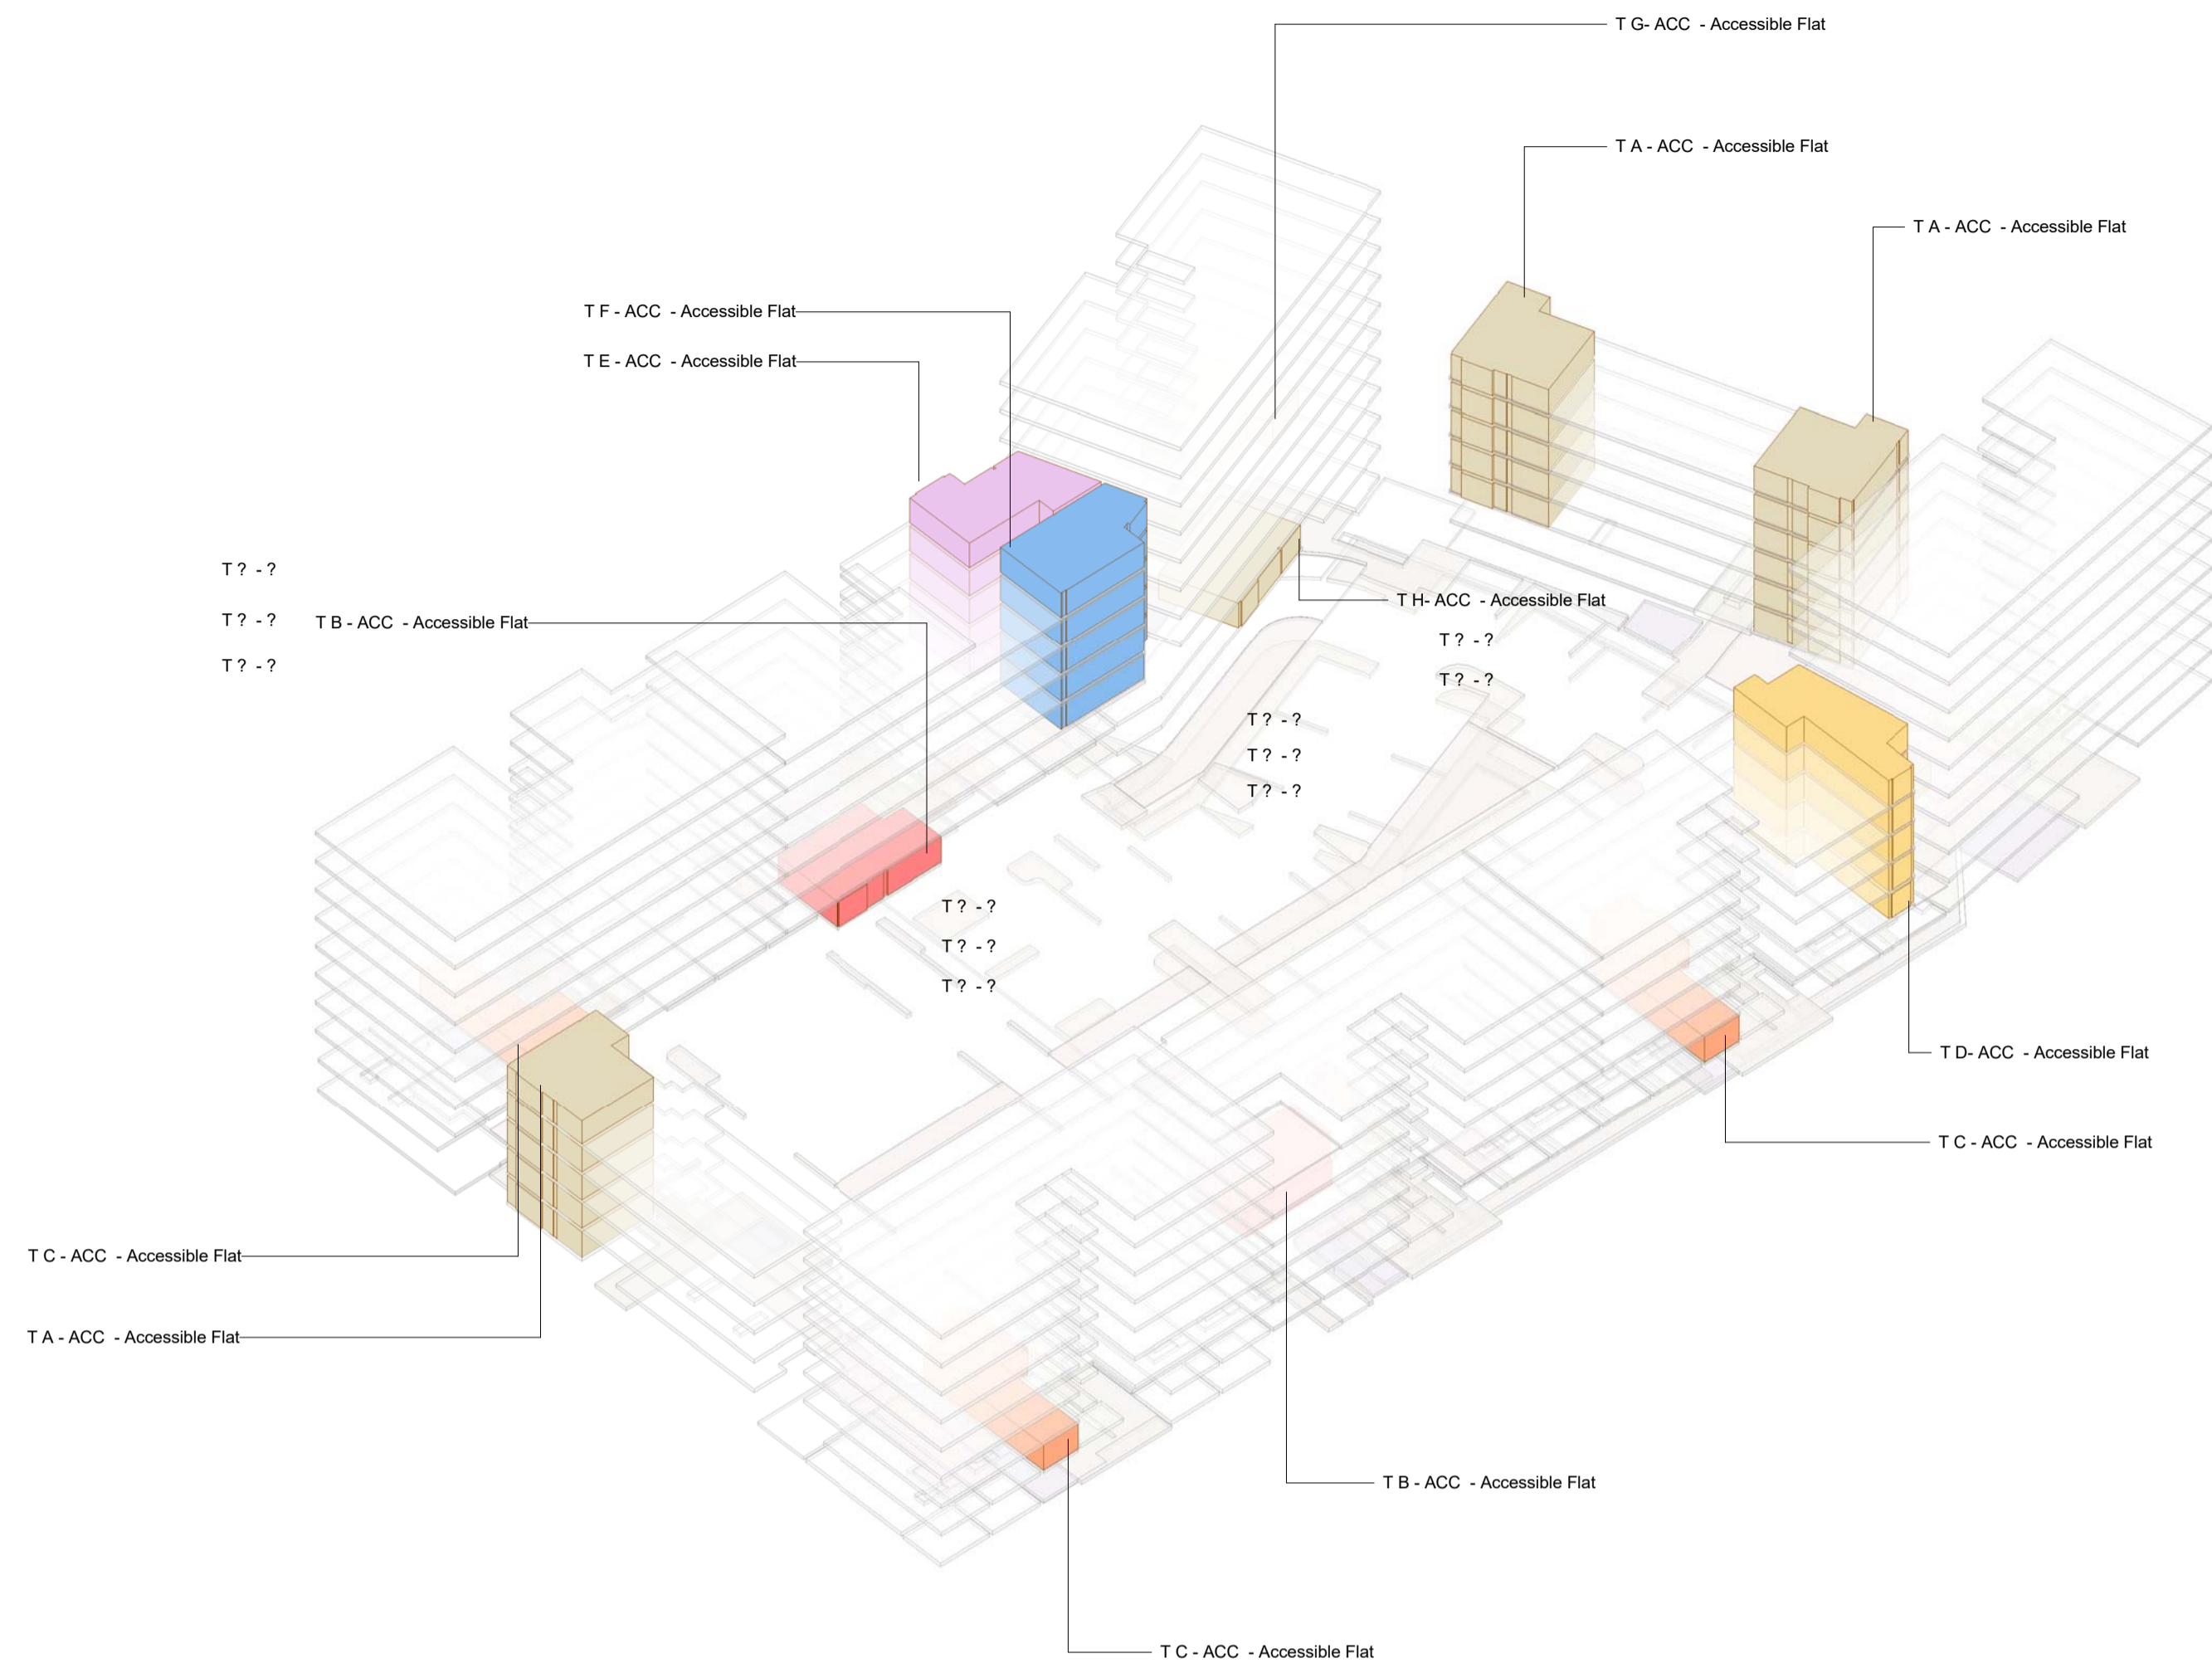 T G- ACC - Accessible Flat
T A - ACC - Accessible Flat
T A - ACC - Accessible Flat
T F - ACC - Accessible Flat
T E - ACC - Accessible Flat
T ? - ?
T ? - ?
T B - ACC - Accessible Flat
T ? - ?
T H- ACC - Accessible Flat
T ? - ?
T ? - ?
T ? - ?
T ? - ?
T ? - ?
T ? - ?
T ? - ?
T ? - ?
T D- ACC - Accessible Flat
T C - ACC - Accessible Flat
T C - ACC - Accessible Flat
T A - ACC - Accessible Flat
T B - ACC - Accessible Flat
T C - ACC - Accessible Flat